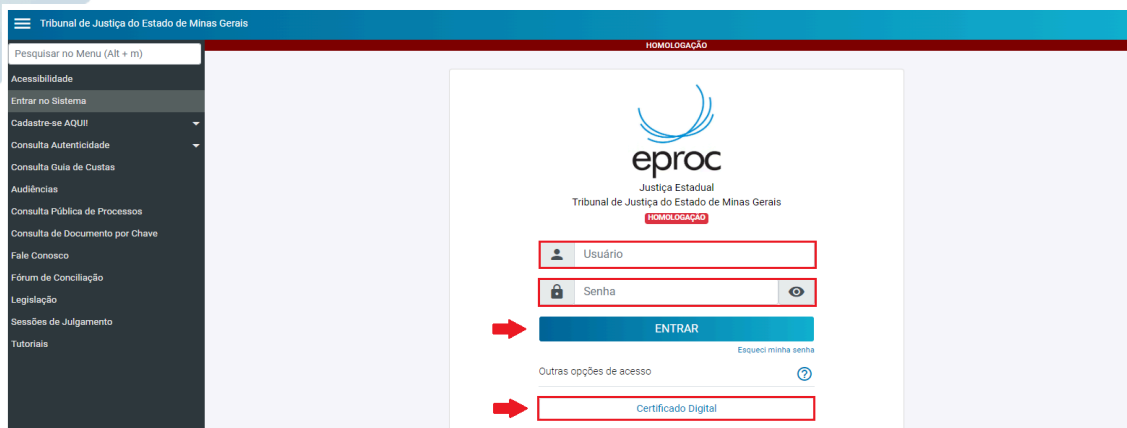 Tribunal de Justiça do Estado de Minas Gerais
HOMOLOGAÇÃO
Pesquisar no Menu (Alt + m)
Acessibilidade
Entrar no Sistema
Cadastre-se AQUI!
Consulta Autenticidade
Consulta Guia de Custas
Audiências
Consulta Pública de Processos
Consulta de Documento por Chave
Fale Conosco
Fórum de Conciliação
Legislação
Sessões de Julgamento
Tutoriais
eproc
Justiça Estadual
Tribunal de Justiça do Estado de Minas Gerais
HOMOLOGAÇÃO
Usuário
Senha
ENTRAR
Esqueci minha senha
Outras opções de acesso
?
Certificado Digital